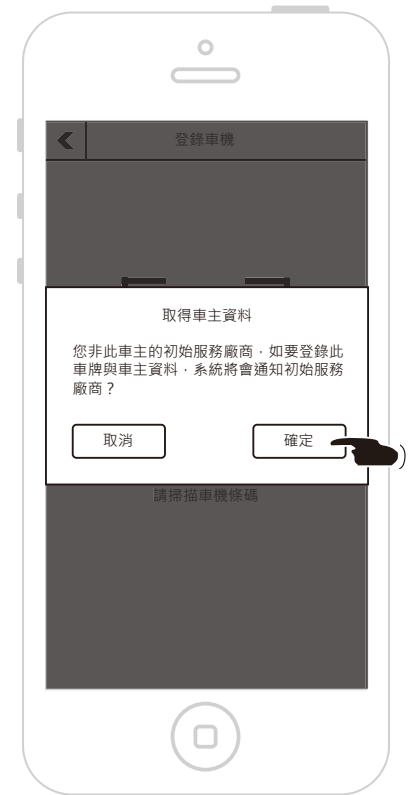 登錄車機
取得車主資料
您非此車主的初始服務廠商，如要登錄此
車牌與車主資料，系統將會通知初始服務
廠商？
取消
確定
請掃描車機條碼